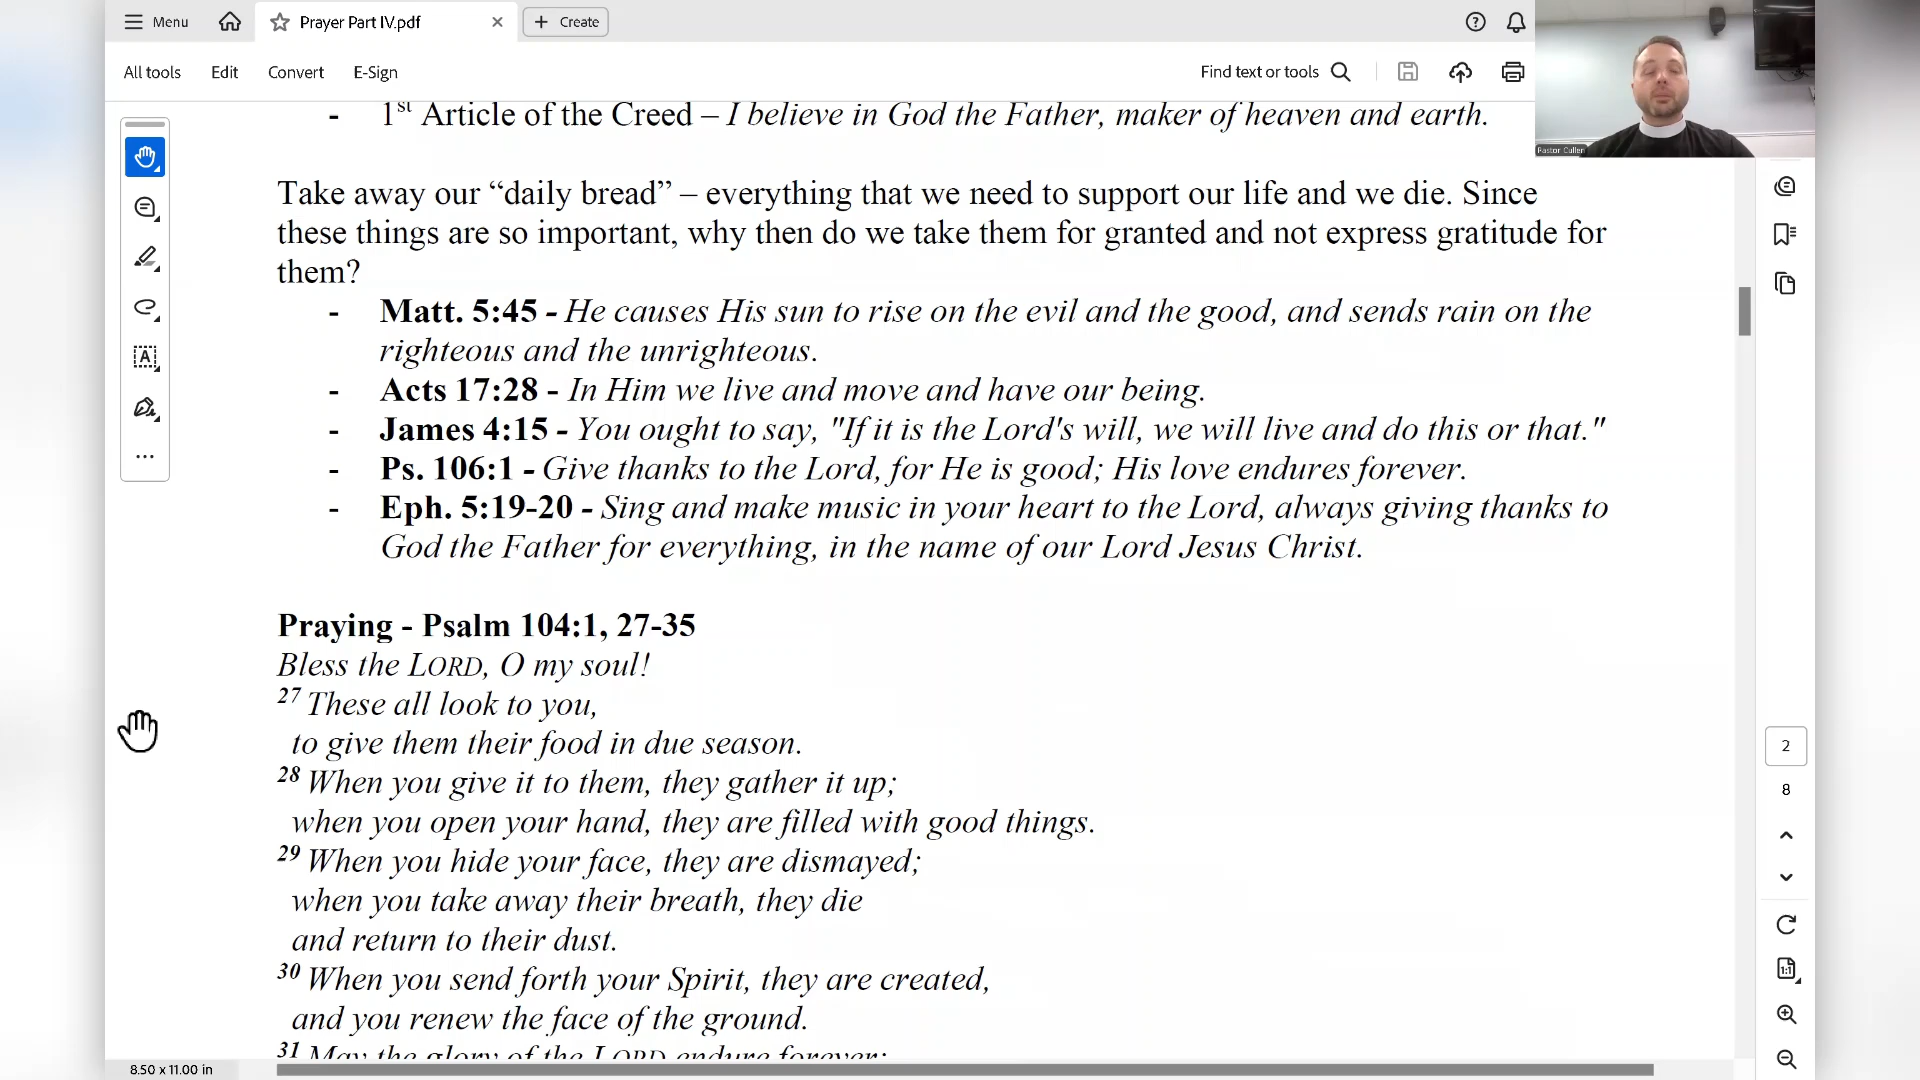 Menu
Prayer Part IV.pdf
Create
All tools
Edit
Convert
E-Sign
Find text or tools
Pastor Cullen
- 1st Article of the Creed – I believe in God the Father, maker of heaven and earth.
Take away our “daily bread” – everything that we need to support our life and we die. Since
these things are so important, why then do we take them for granted and not express gratitude for
them?
- Matt. 5:45 - He causes His sun to rise on the evil and the good, and sends rain on the
righteous and the unrighteous.
- Acts 17:28 - In Him we live and move and have our being.
- James 4:15 - You ought to say, "If it is the Lord's will, we will live and do this or that."
- Ps. 106:1 - Give thanks to the Lord, for He is good; His love endures forever.
- Eph. 5:19-20 - Sing and make music in your heart to the Lord, always giving thanks to
God the Father for everything, in the name of our Lord Jesus Christ.
Praying - Psalm 104:1, 27-35
Bless the LORD, O my soul!
27 These all look to you,
to give them their food in due season.
28 When you give it to them, they gather it up;
when you open your hand, they are filled with good things.
29 When you hide your face, they are dismayed;
when you take away their breath, they die
and return to their dust.
30 When you send forth your Spirit, they are created,
and you renew the face of the ground.
31 May the glory of the LORD endure forever;
2
8
8.50 x 11.00 in